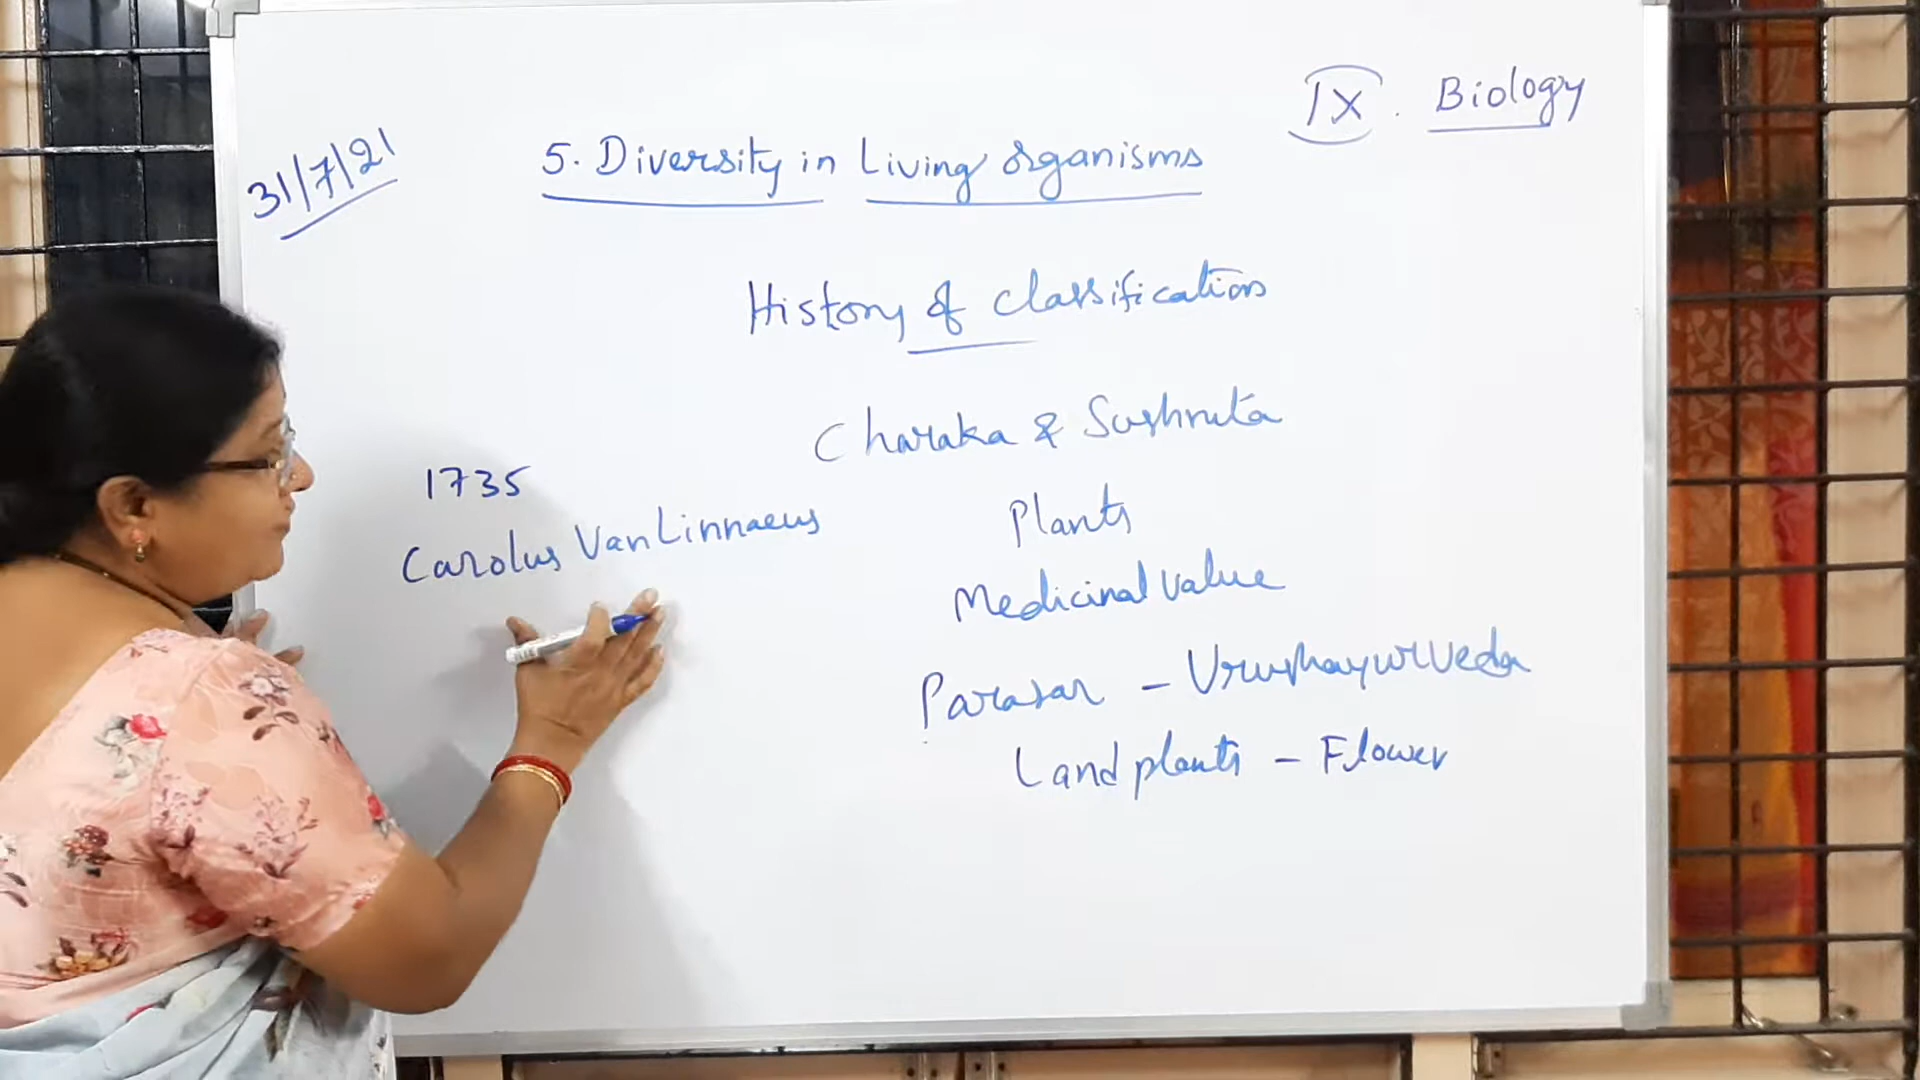 IX. Biology
31/7/21
5. Diversity in Living organisms
History of classification
Charaka & Sushruta
1735
Carolus Van Linnaeus
Plants
Medicinal value
Parasar - Vrushayurveda
Land plants - Flower